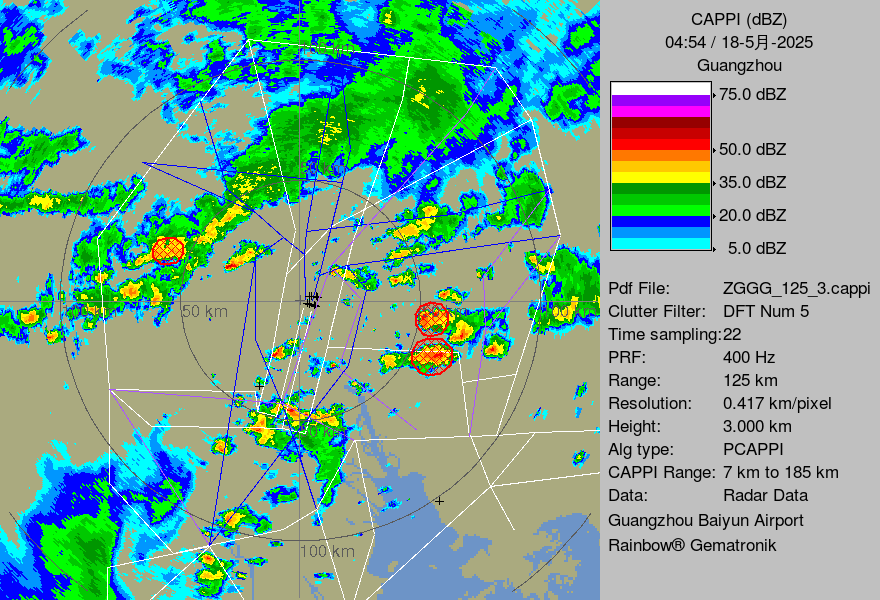 CAPPI (dBZ)
04:54 / 18-5月-2025
Guangzhou
75.0 dBZ
50.0 dBZ
35.0 dBZ
20.0 dBZ
5.0 dBZ
Pdf File: ZGGG_125_3.cappi
Clutter Filter: DFT Num 5
Time sampling:22
PRF: 400 Hz
Range: 125 km
Resolution: 0.417 km/pixel
Height: 3.000 km
Alg type: PCAPPI
CAPPI Range: 7 km to 185 km
Data: Radar Data
Guangzhou Baiyun Airport
Rainbow® Gematronik
50 km
100 km